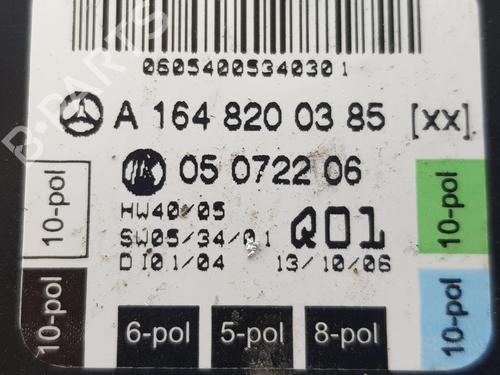 0605400534030 1
A 164 820 03 85 [xx]
05 0722 06
HW40/05
SW05/34/01
DI01/04
Q01
13/10/06
10-pol
10-pol
10-pol
10-pol
6-pol
5-pol
8-pol
B-PARTS